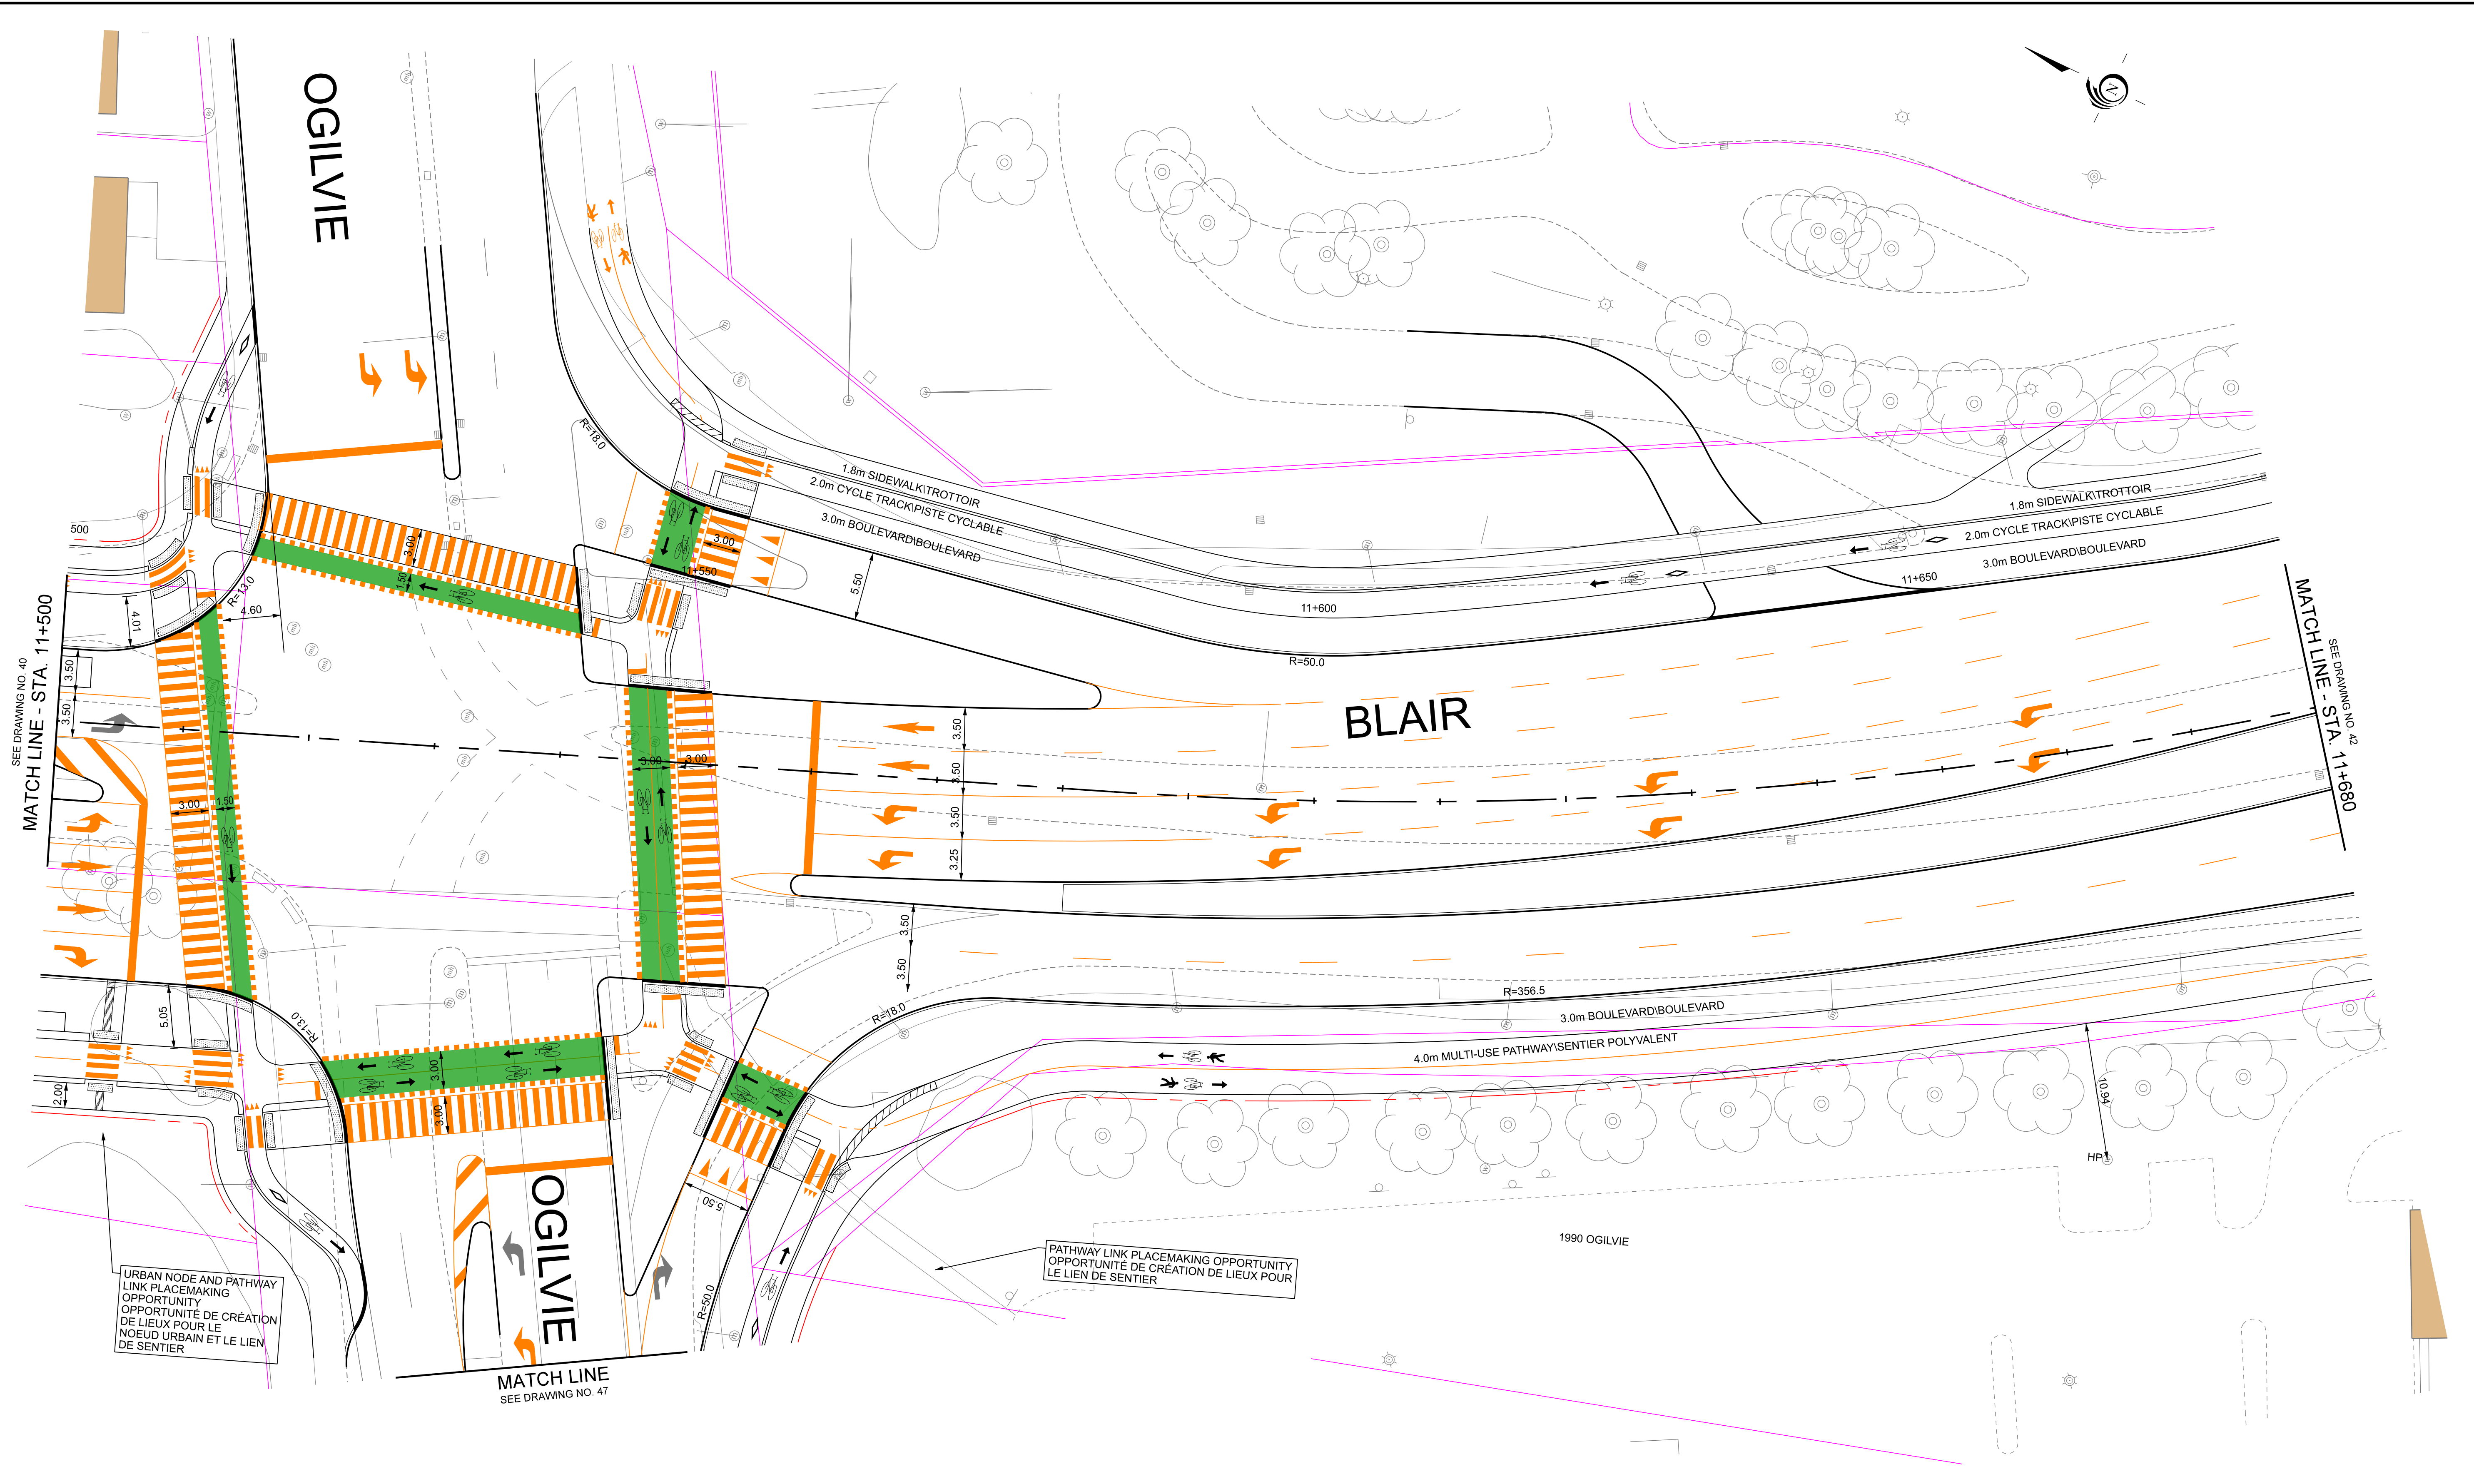 OGILVIE
N
R=18.0
1.8m SIDEWALK\TROTTOIR
2.0m CYCLE TRACK\PISTE CYCLABLE
3.0m BOULEVARD\BOULEVARD
1.8m SIDEWALK\TROTTOIR
2.0m CYCLE TRACK\PISTE CYCLABLE
3.0m BOULEVARD\BOULEVARD
500
3.00
1.50
3.00
11+550
5.50
11+600
11+650
R=13.0
4.60
4.01
3.50
3.50
R=50.0
BLAIR
SEE DRAWING NO. 40
MATCH LINE - STA. 11+500
SEE DRAWING NO. 42
MATCH LINE - STA. 11+680
3.00
1.50
3.00
3.00
3.50
3.50
3.50
3.25
3.50
3.50
R=356.5
3.0m BOULEVARD\BOULEVARD
4.0m MULTI-USE PATHWAY\SENTIER POLYVALENT
R=18.0
5.05
R=13.0
2.00
3.00
3.00
5.50
10.94
HP
OGILVIE
R=50.0
1990 OGILVIE
PATHWAY LINK PLACEMAKING OPPORTUNITY
OPPORTUNITÉ DE CRÉATION DE LIEUX POUR
LE LIEN DE SENTIER
URBAN NODE AND PATHWAY
LINK PLACEMAKING
OPPORTUNITY
OPPORTUNITÉ DE CRÉATION
DE LIEUX POUR LE
NOEUD URBAIN ET LE LIEN
DE SENTIER
MATCH LINE
SEE DRAWING NO. 47